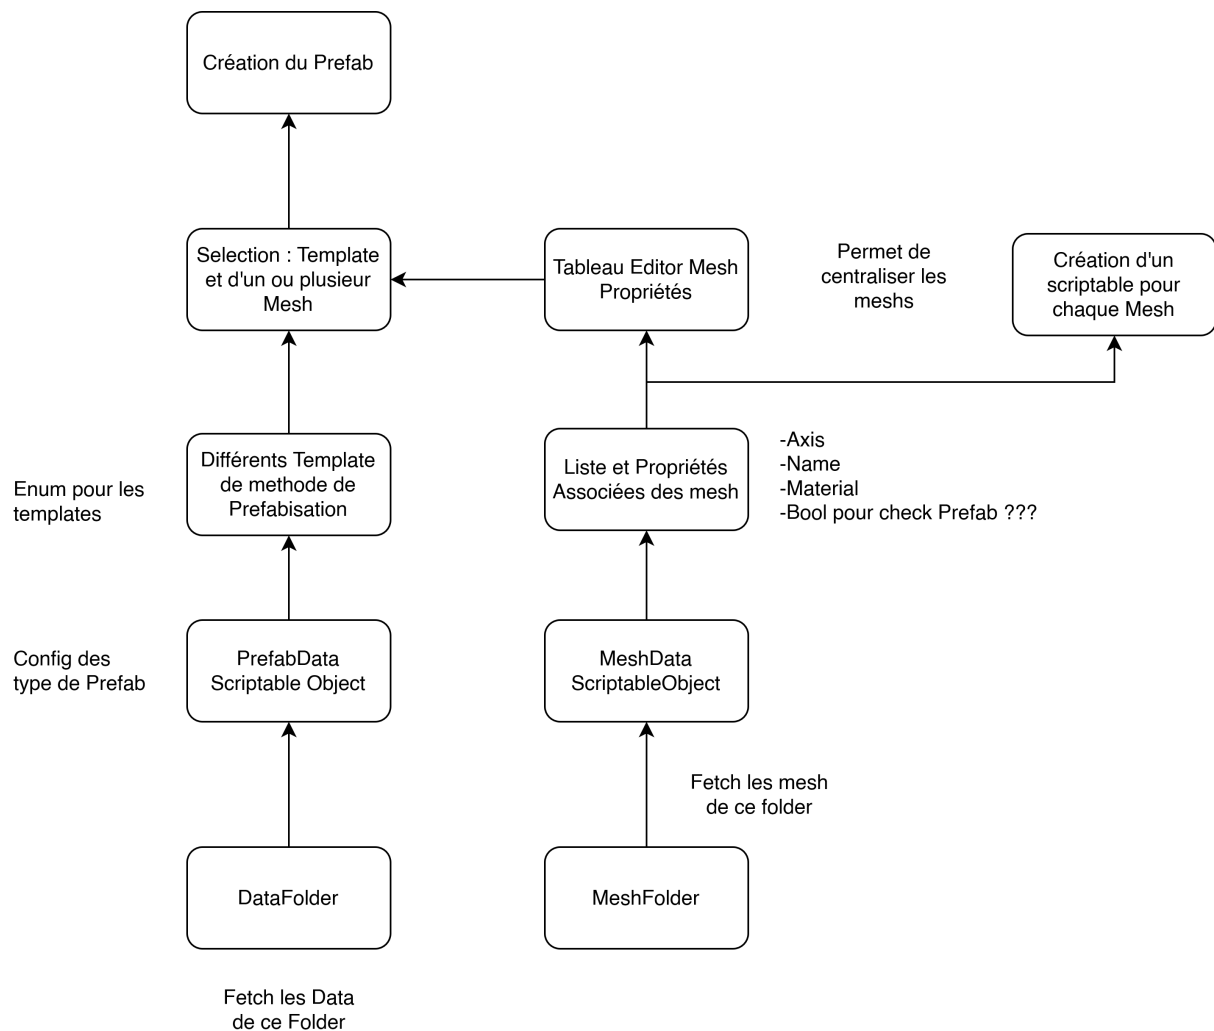 Création du Prefab
Selection : Template
et d'un ou plusieur
Mesh
Tableau Editor Mesh
Propriétés
Permet de
centraliser les
meshs
Création d'un
scriptable pour
chaque Mesh
Enum pour les
templates
Différents Template
de methode de
Prefabisation
Liste et Propriétés
Associées des mesh
-Axis
-Name
-Material
-Bool pour check Prefab ???
Config des
type de Prefab
PrefabData
Scriptable Object
MeshData
ScriptableObject
Fetch les mesh
de ce folder
DataFolder
MeshFolder
Fetch les Data
de ce Folder